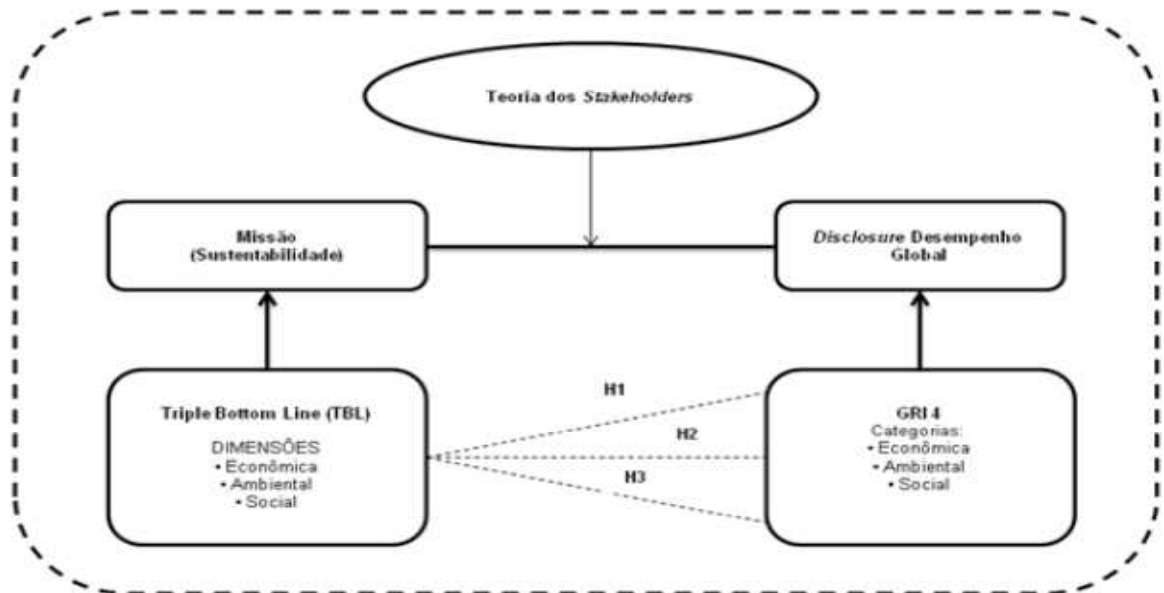 Teoria dos Stakeholders
Missão
(Sustentabilidade)
Disclosure Desempenho
Global
Triple Bottom Line (TBL)
DIMENSÕES
• Econômica
• Ambiental
• Social
H1
H2
H3
GRI 4
Categorias:
• Econômica
• Ambiental
• Social